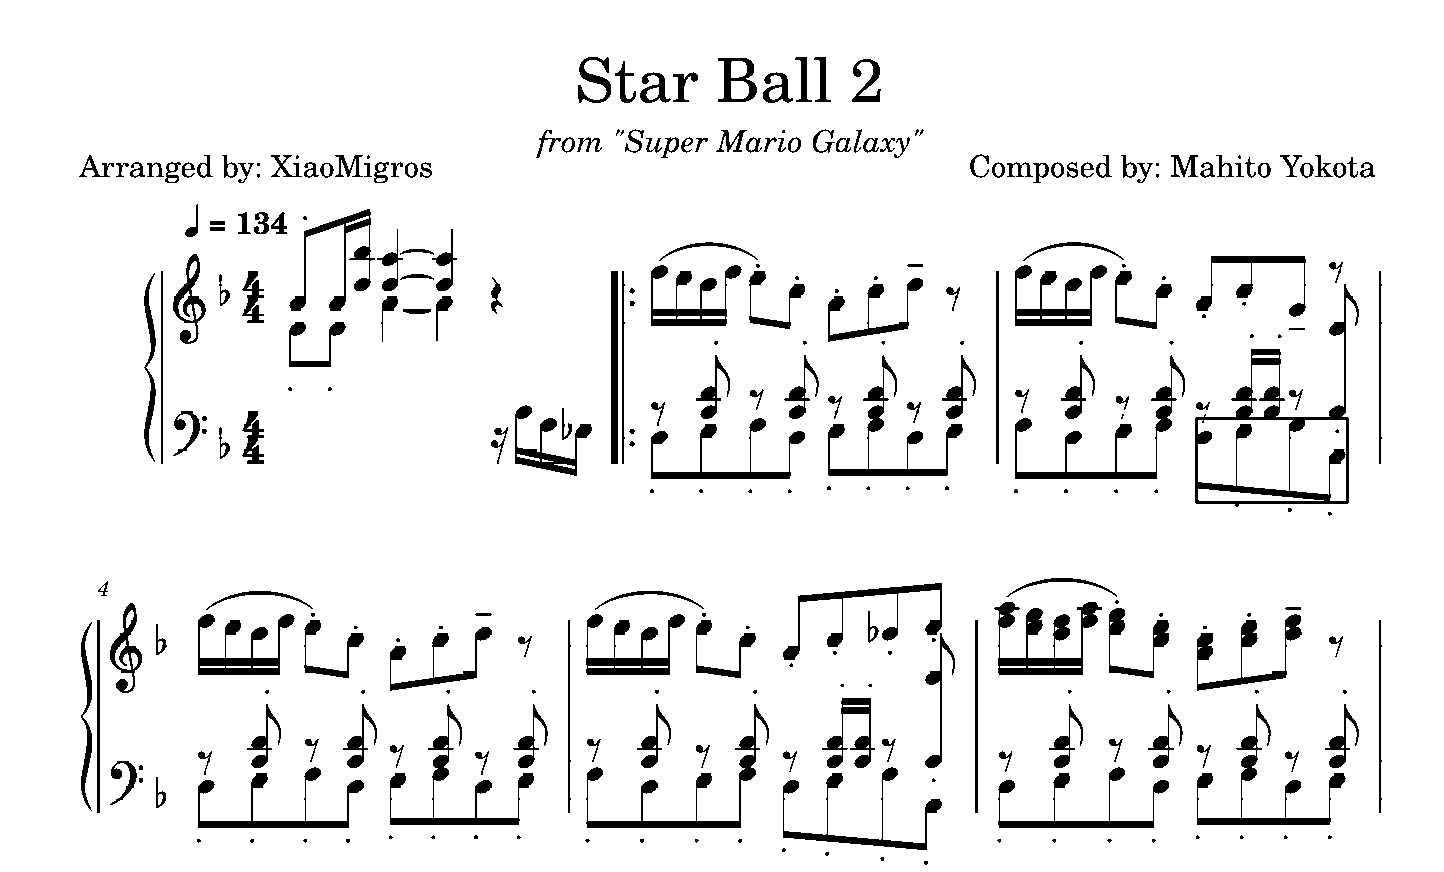 Star Ball 2
from "Super Mario Galaxy"
Arranged by: XiaoMigros
Composed by: Mahito Yokota
♩ = 134
4